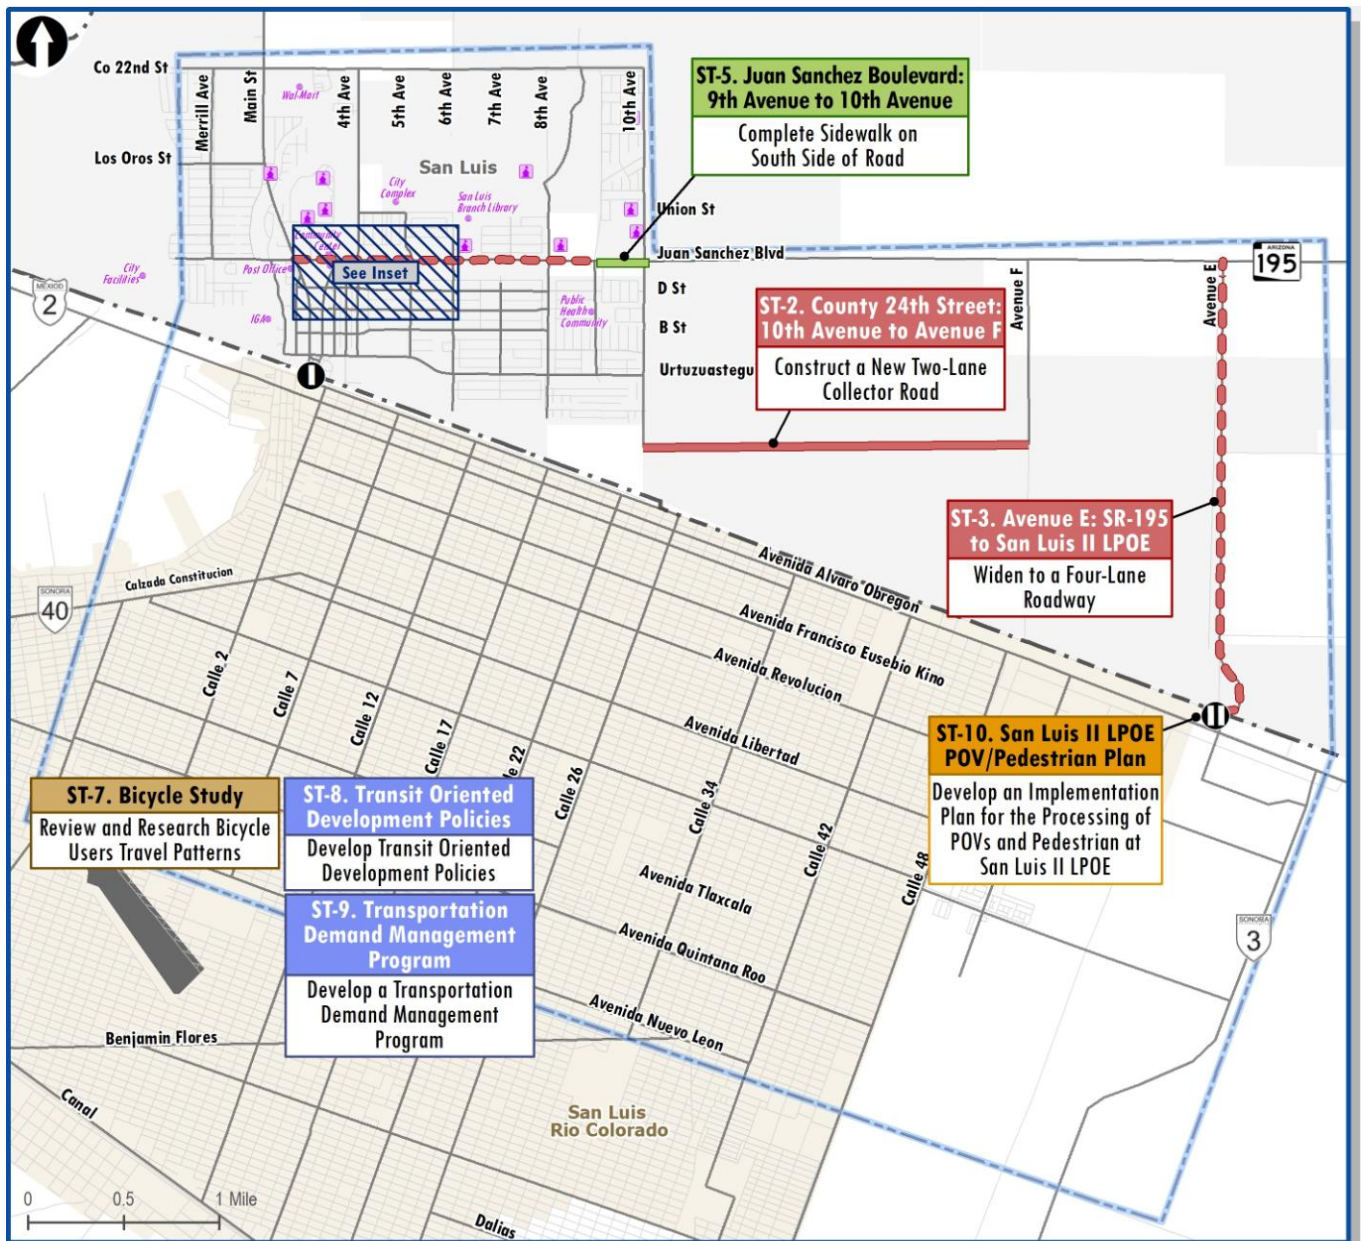 Co 22nd St
Merrill Ave
Main St
Wal-Mart
4th Ave
5th Ave
6th Ave
7th Ave
8th Ave
10th Ave
ST-5. Juan Sanchez Boulevard:
9th Avenue to 10th Avenue
Complete Sidewalk on
South Side of Road
Los Oros St
San Luis
City
Complex
San Luis
Branch Library
Union St
Community
Center
Juan Sanchez Blvd
ARIZONA
195
City
Facilities
Post Office
See Inset
MEXICO
2
D St
Avenue F
Avenue E
ST-2. County 24th Street:
10th Avenue to Avenue F
Construct a New Two-Lane
Collector Road
IGA
Public
Health
Community
B St
Urtuzuastegu
I
ST-3. Avenue E: SR-195
to San Luis II LPOE
Widen to a Four-Lane
Roadway
Avenida Alvaro Obregon
Calzada Constitucion
SONORA
40
Avenida Francisco Eusebio Kino
Avenida Revolucion
Calle 2
Calle 7
Calle 12
Calle 17
Avenida Libertad
II
ST-10. San Luis II LPOE
POV/Pedestrian Plan
Develop an Implementation
Plan for the Processing of
POVs and Pedestrian at
San Luis II LPOE
22
Calle 26
Calle 34
Calle 42
Calle 48
ST-7. Bicycle Study
Review and Research Bicycle
Users Travel Patterns
ST-8. Transit Oriented
Development Policies
Develop Transit Oriented
Development Policies
ST-9. Transportation
Demand Management
Program
Develop a Transportation
Demand Management
Program
Avenida Tlaxcala
Avenida Quintana Roo
SONORA
3
Avenida Nuevo Leon
Benjamin Flores
Canal
San Luis
Rio Colorado
0 0.5 1 Mile
Dalias